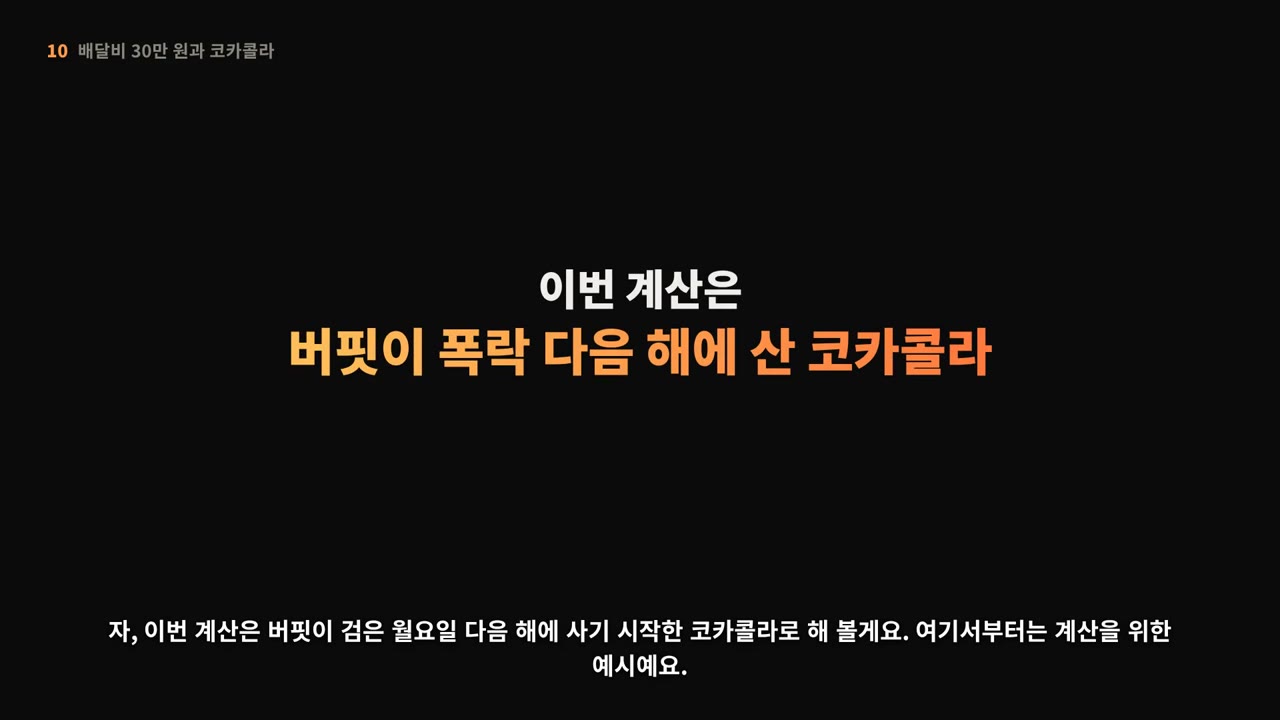 10 배달비 30만 원과 코카콜라
이번 계산은
버핏이 폭락 다음 해에 산 코카콜라
자, 이번 계산은 버핏이 검은 월요일 다음 해에 사기 시작한 코카콜라로 해 볼게요. 여기서부터는 계산을 위한
예시예요.